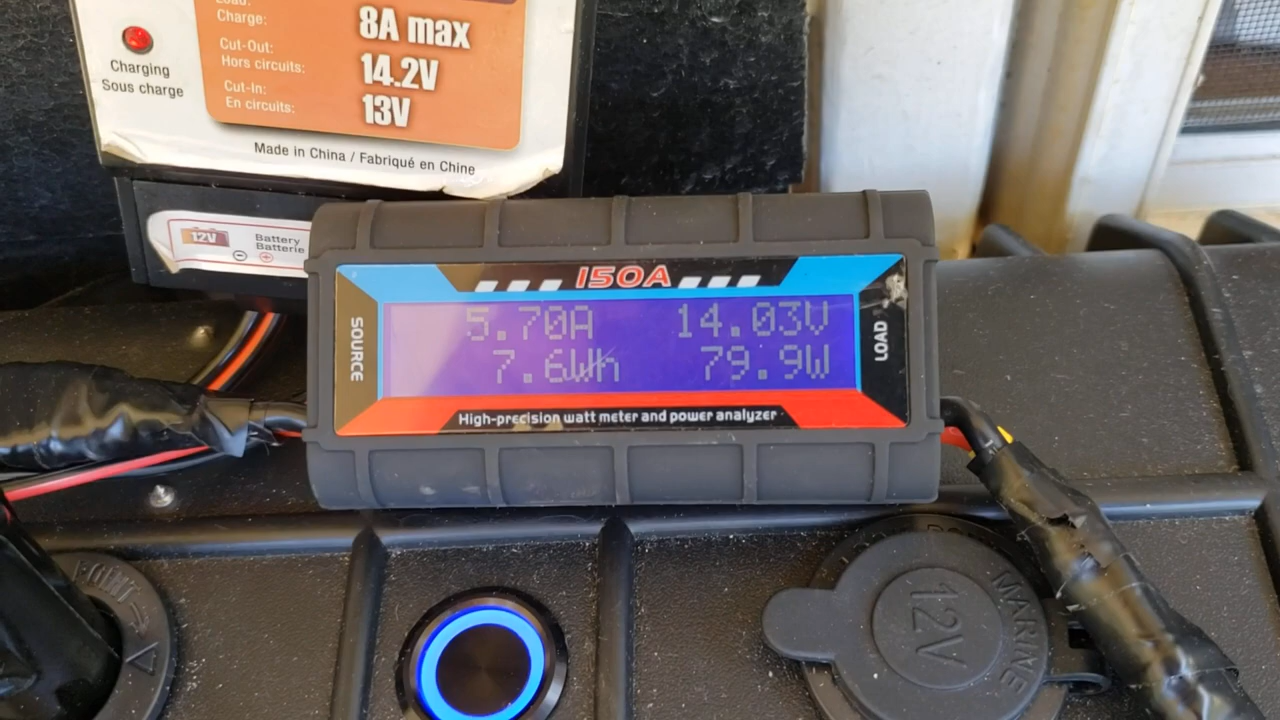 Charge:
8A max
Cut-Out:
Hors circuits:
14.2V
Cut-In:
En circuits:
13V
Charging
Sous charge
Made in China / Fabriqué en Chine
12V
Battery
Batterie
150A
SOURCE
5.70A 14.03V
7.6Wh 79.9W
LOAD
High-precision watt meter and power analyzer
12V
MARINE